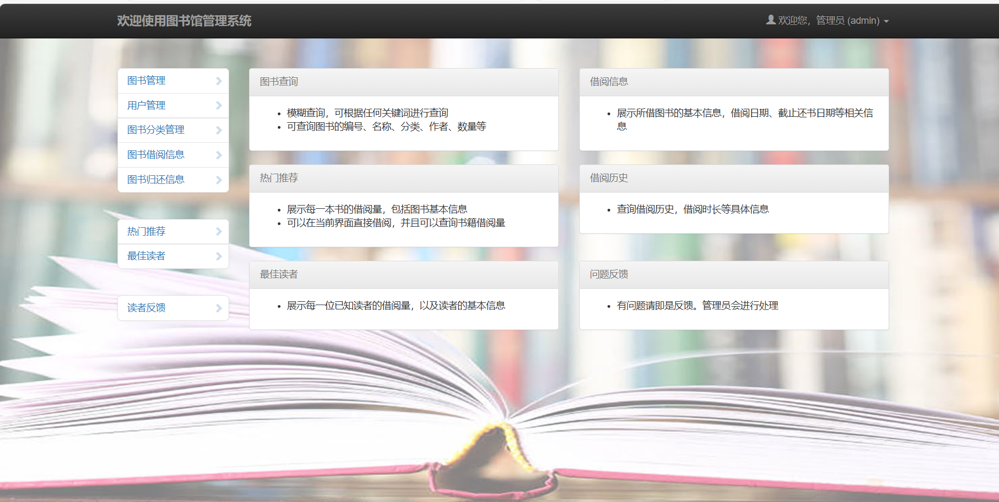 欢迎使用图书馆管理系统
欢迎您，管理员 (admin)
图书管理
用户管理
图书分类管理
图书借阅信息
图书归还信息
热门推荐
最佳读者
读者反馈
图书查询
模糊查询，可根据任何关键词进行查询
可查询图书的编号、名称、分类、作者、数量等
借阅信息
展示所借图书的基本信息，借阅日期、截止还书日期等相关信
息
热门推荐
展示每一本书的借阅量，包括图书基本信息
可以在当前界面直接借阅，并且可以查询书籍借阅量
借阅历史
查询借阅历史，借阅时长等具体信息
最佳读者
展示每一位已知读者的借阅量，以及读者的基本信息
问题反馈
有问题请即是反馈。管理员会进行处理